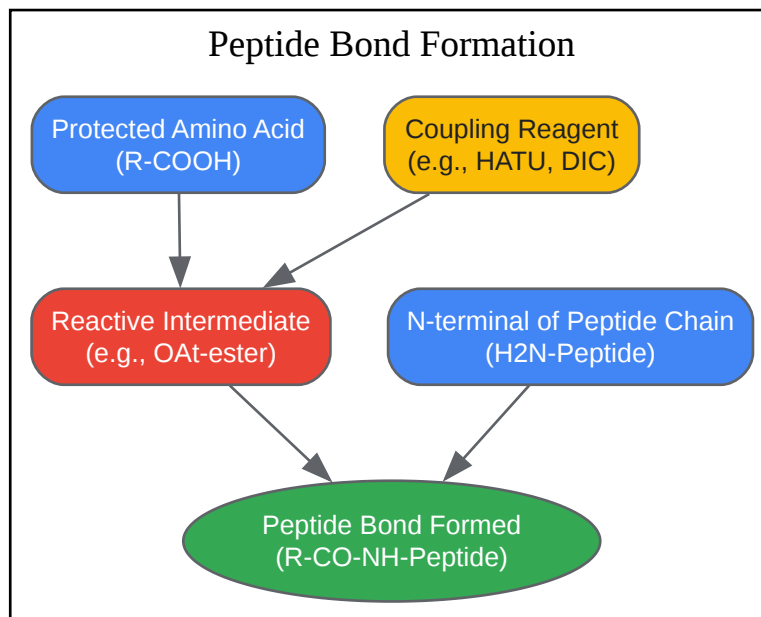 Peptide Bond Formation
Protected Amino Acid
(R-COOH)
Coupling Reagent
(e.g., HATU, DIC)
Reactive Intermediate
(e.g., OAt-ester)
N-terminal of Peptide Chain
(H2N-Peptide)
Peptide Bond Formed
(R-CO-NH-Peptide)